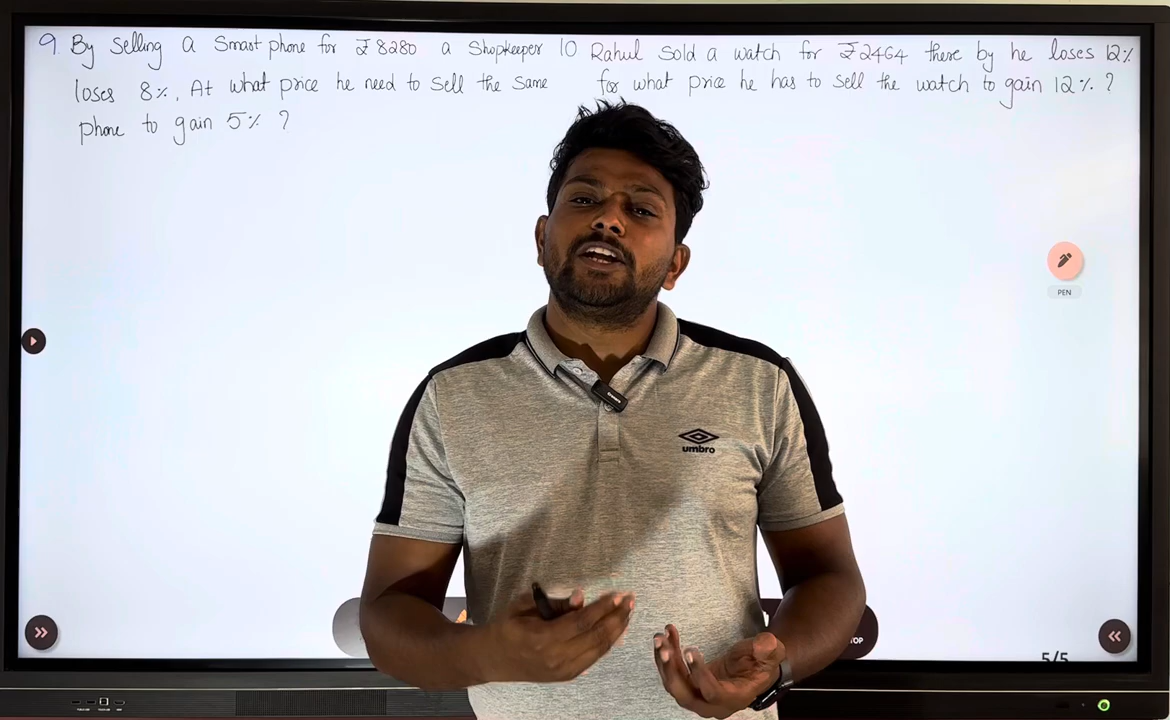 9. By selling a Smart phone for ₹8280 a Shopkeeper
loses 8%. At what price he need to sell the same
phone to gain 5% ?
10 Rahul sold a watch for ₹2464 there by he loses 12%
for what price he has to sell the watch to gain 12% ?
PEN
umbro
5/5